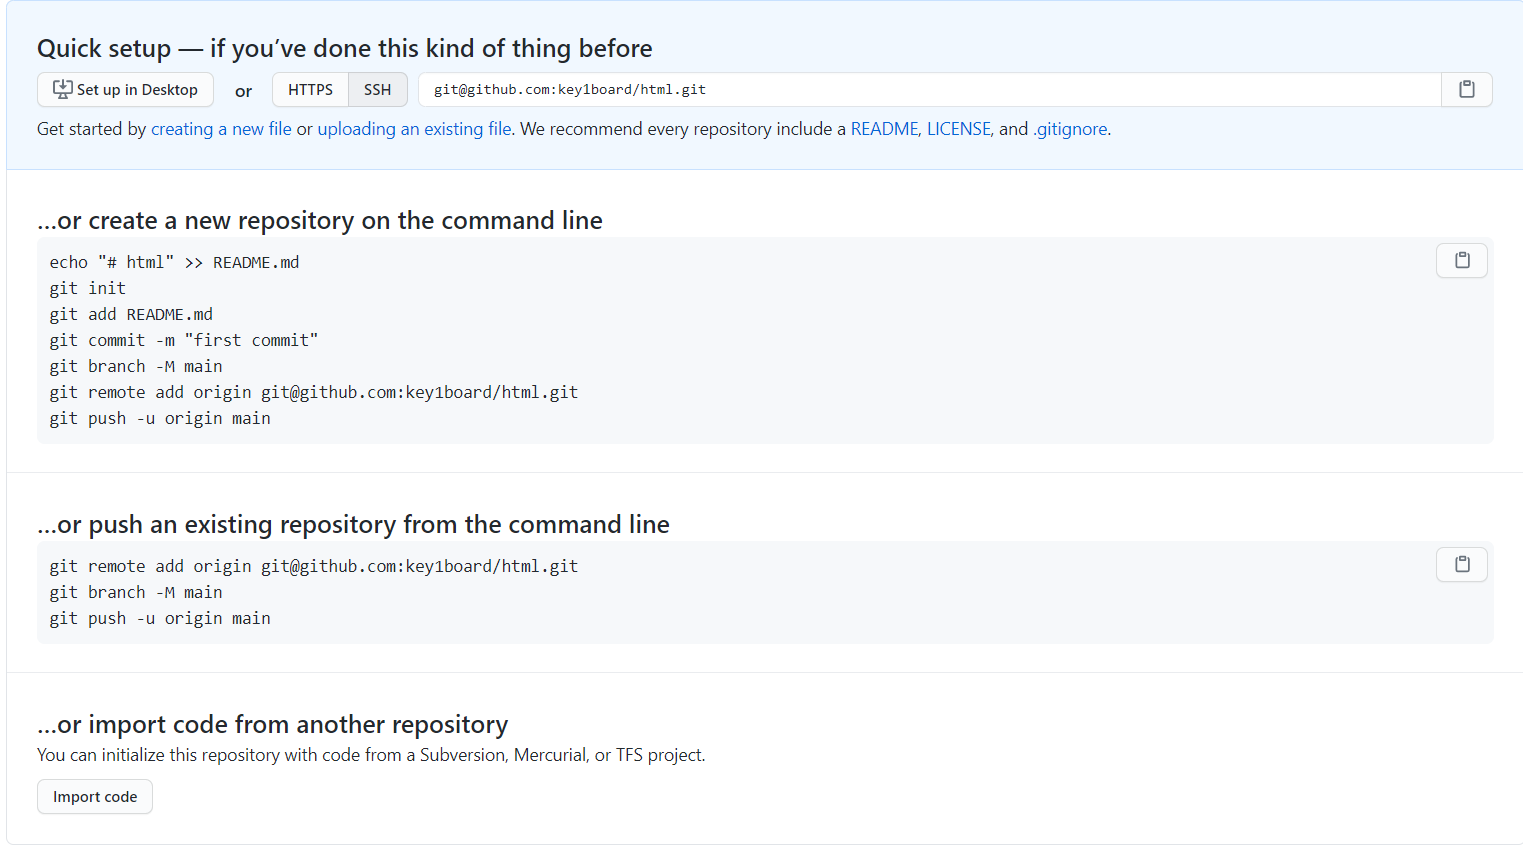 Quick setup — if you’ve done this kind of thing before
Set up in Desktop or HTTPS SSH git@github.com:key1board/html.git
Get started by creating a new file or uploading an existing file. We recommend every repository include a README, LICENSE, and .gitignore.
…or create a new repository on the command line
echo "# html" >> README.md
git init
git add README.md
git commit -m "first commit"
git branch -M main
git remote add origin git@github.com:key1board/html.git
git push -u origin main
…or push an existing repository from the command line
git remote add origin git@github.com:key1board/html.git
git branch -M main
git push -u origin main
…or import code from another repository
You can initialize this repository with code from a Subversion, Mercurial, or TFS project.
Import code